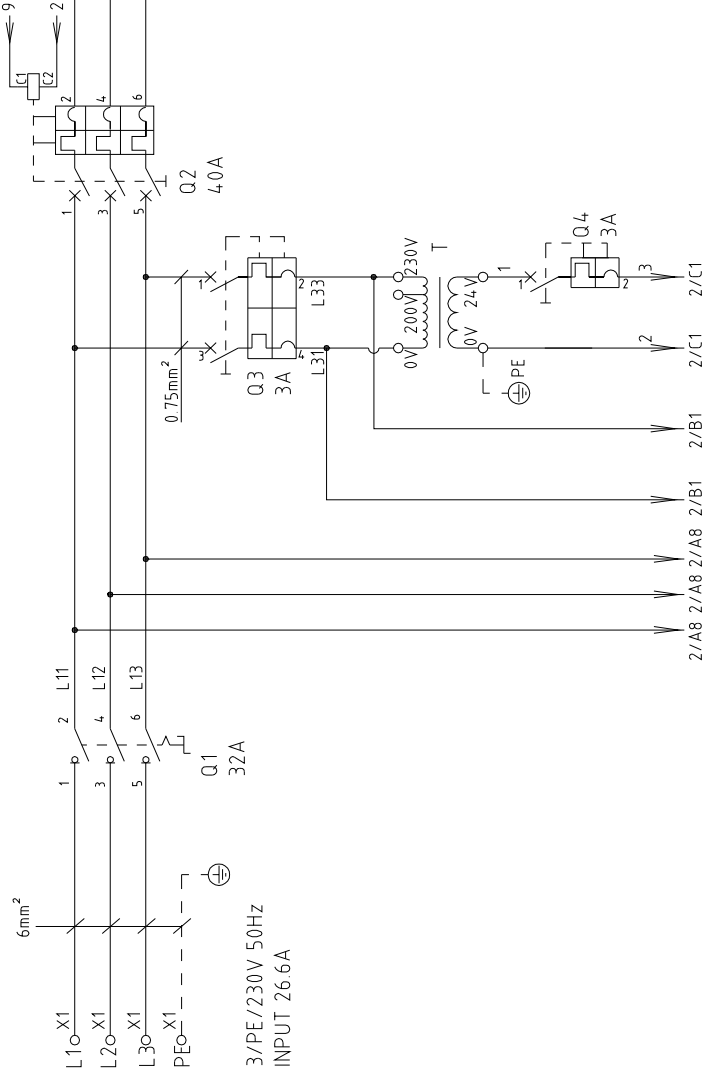 9
2
C1
C2
2
4
6
1
3
5
Q2
40A
0.75mm²
1
3
2
4
Q3
3A
L33
L31
230V
200V
0V
T
24V
0V
PE
1
1
2
Q4
3A
3
2
2/C1
2/C1
2/B1
2/B1
2/A8
2/A8
2/A8
L11
L12
L13
2
4
6
1
3
5
Q1
32A
6mm²
X1
X1
X1
X1
L1
L2
L3
PE
3/PE/230V 50Hz
INPUT 26.6A